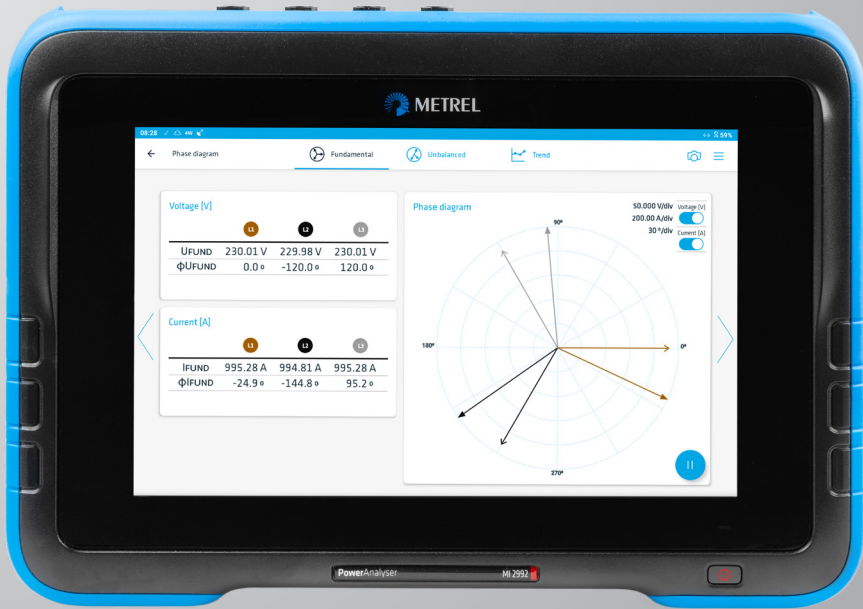 METREL
08:28 4W 59%
Phase diagram Fundamental Unbalanced Trend
Voltage [V]
L1 L2 L3
UFUND 230.01 V 229.98 V 230.01 V
ϕUFUND 0.0 º -120.0 º 120.0 º
Current [A]
L1 L2 L3
IFUND 995.28 A 994.81 A 995.28 A
ϕIFUND -24.9 º -144.8 º 95.2 º
Phase diagram
50.000 V/div Voltage [V]
200.00 A/div
30 º/div Current [A]
90º
180º 0º
270º
PowerAnalyser MI 2992